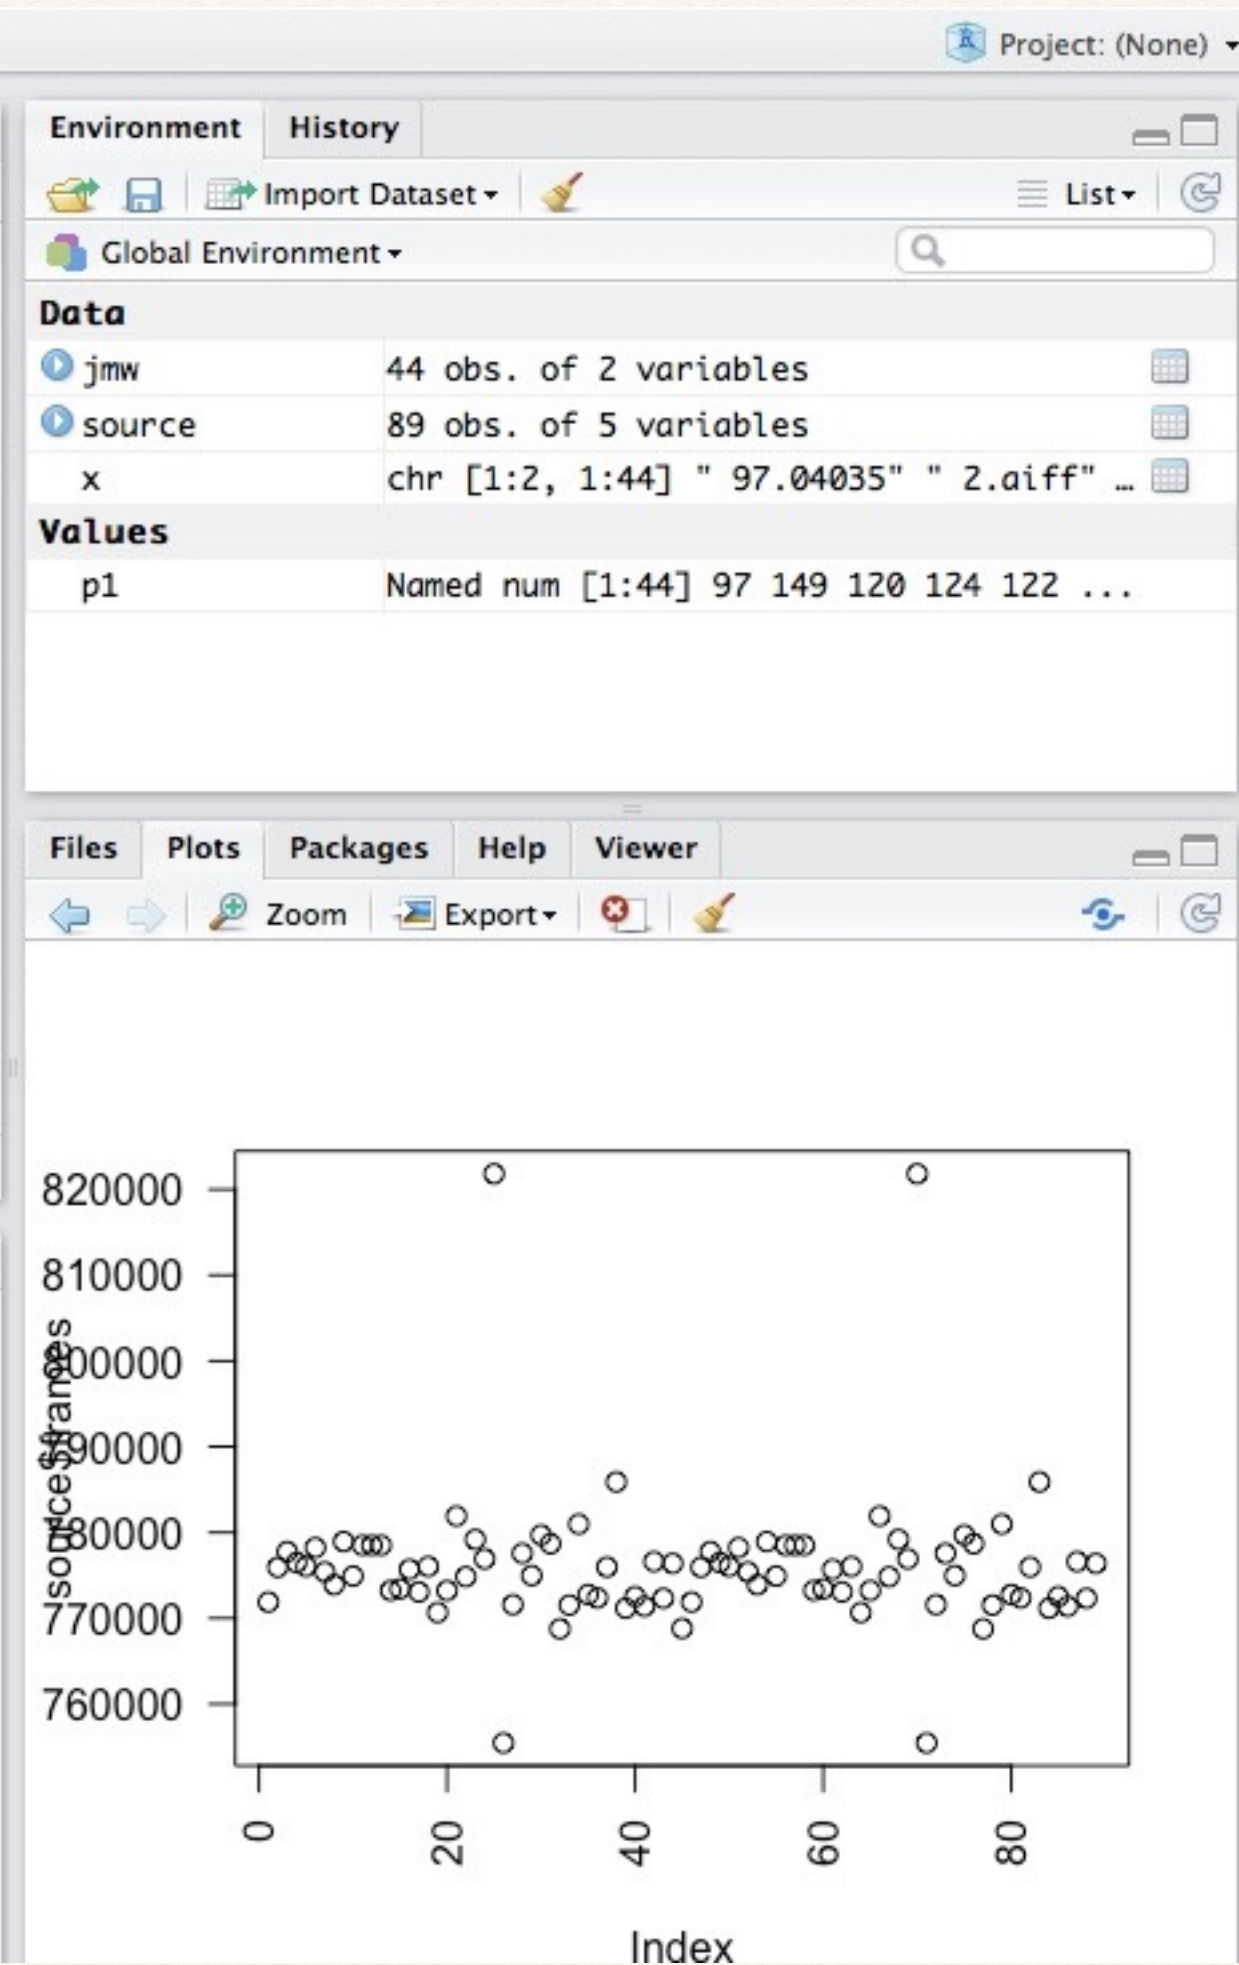 Project: (None)
Environment History
Import Dataset List
Global Environment
Data
jmw 44 obs. of 2 variables
source 89 obs. of 5 variables
x chr [1:2, 1:44] " 97.04035" " 2.aiff" …
Values
p1 Named num [1:44] 97 149 120 124 122 ...
Files Plots Packages Help Viewer
Zoom Export
820000
810000
800000
790000
780000
770000
760000
source$frames
0 20 40 60 80
Index